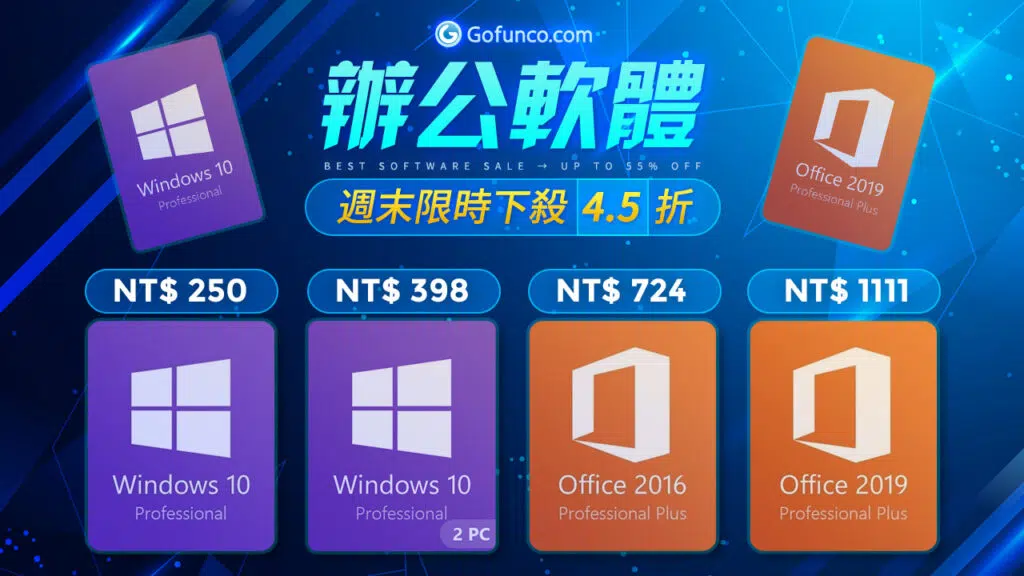 Gofunco.com
辦公軟體
BEST SOFTWARE SALE → UP TO 55% OFF
週末限時下殺 4.5 折
Windows 10
Professional
Office 2019
Professional Plus
NT$ 250
NT$ 398
NT$ 724
NT$ 1111
Windows 10
Professional
Windows 10
Professional
2 PC
Office 2016
Professional Plus
Office 2019
Professional Plus